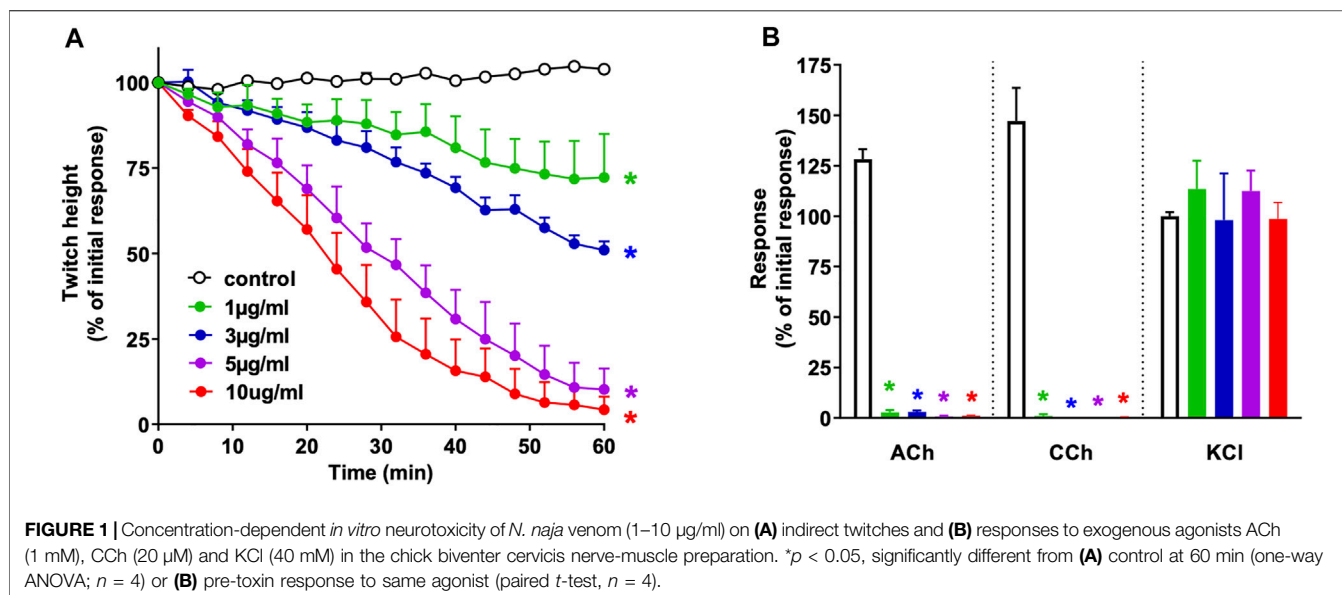 A
Twitch height
(% of initial response)
100
75
50
25
0
control
1µg/ml
3µg/ml
5µg/ml
10ug/ml
*
*
*
*
0 10 20 30 40 50 60
Time (min)
B
Response
(% of initial response)
175
150
125
100
75
50
25
0
* * * *
* * * *
ACh CCh KCl
FIGURE 1 | Concentration-dependent in vitro neurotoxicity of N. naja venom (1–10 µg/ml) on (A) indirect twitches and (B) responses to exogenous agonists ACh
(1 mM), CCh (20 µM) and KCl (40 mM) in the chick biventer cervicis nerve-muscle preparation. *p < 0.05, significantly different from (A) control at 60 min (one-way
ANOVA; n = 4) or (B) pre-toxin response to same agonist (paired t-test, n = 4).